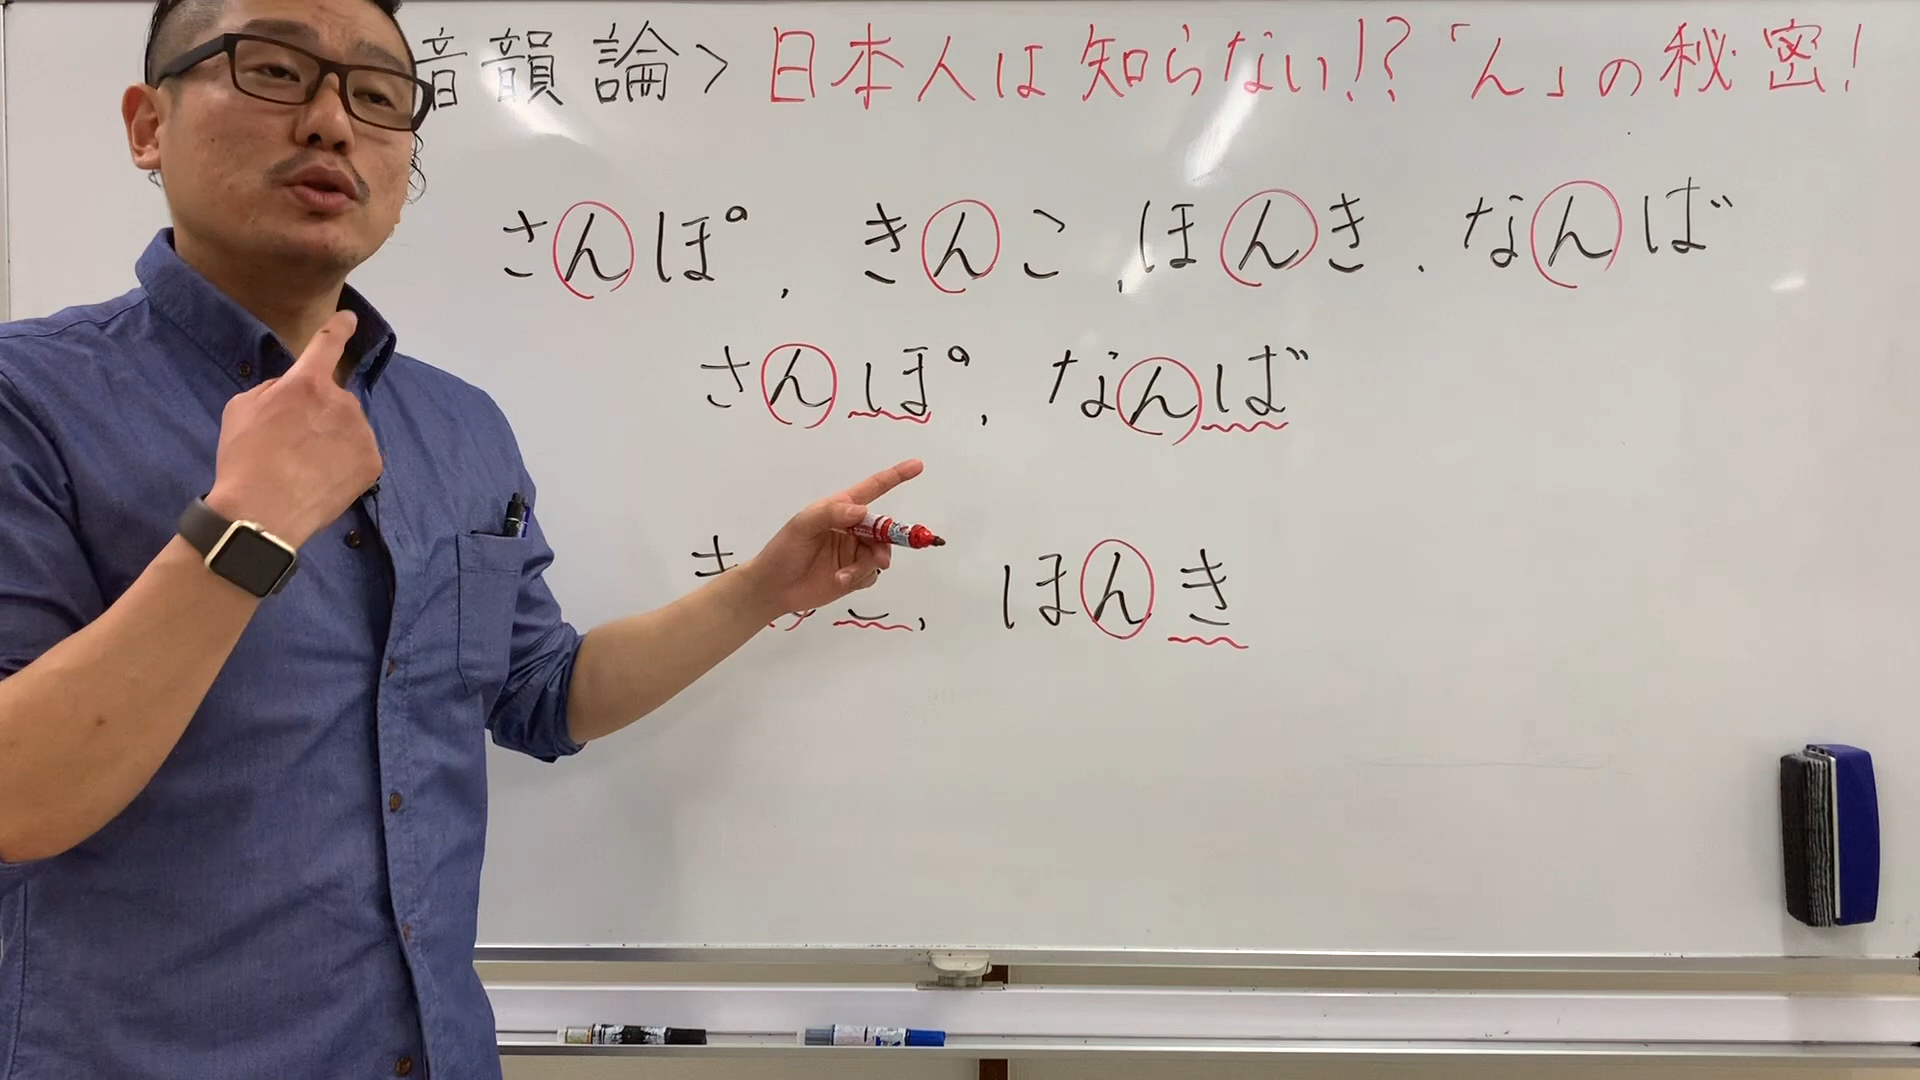 音韻論> 日本人は知らない!?「ん」の秘密!
さんぽ, きんこ, ほんき. なんば
さんぽ, なんば
き こ, ほんき